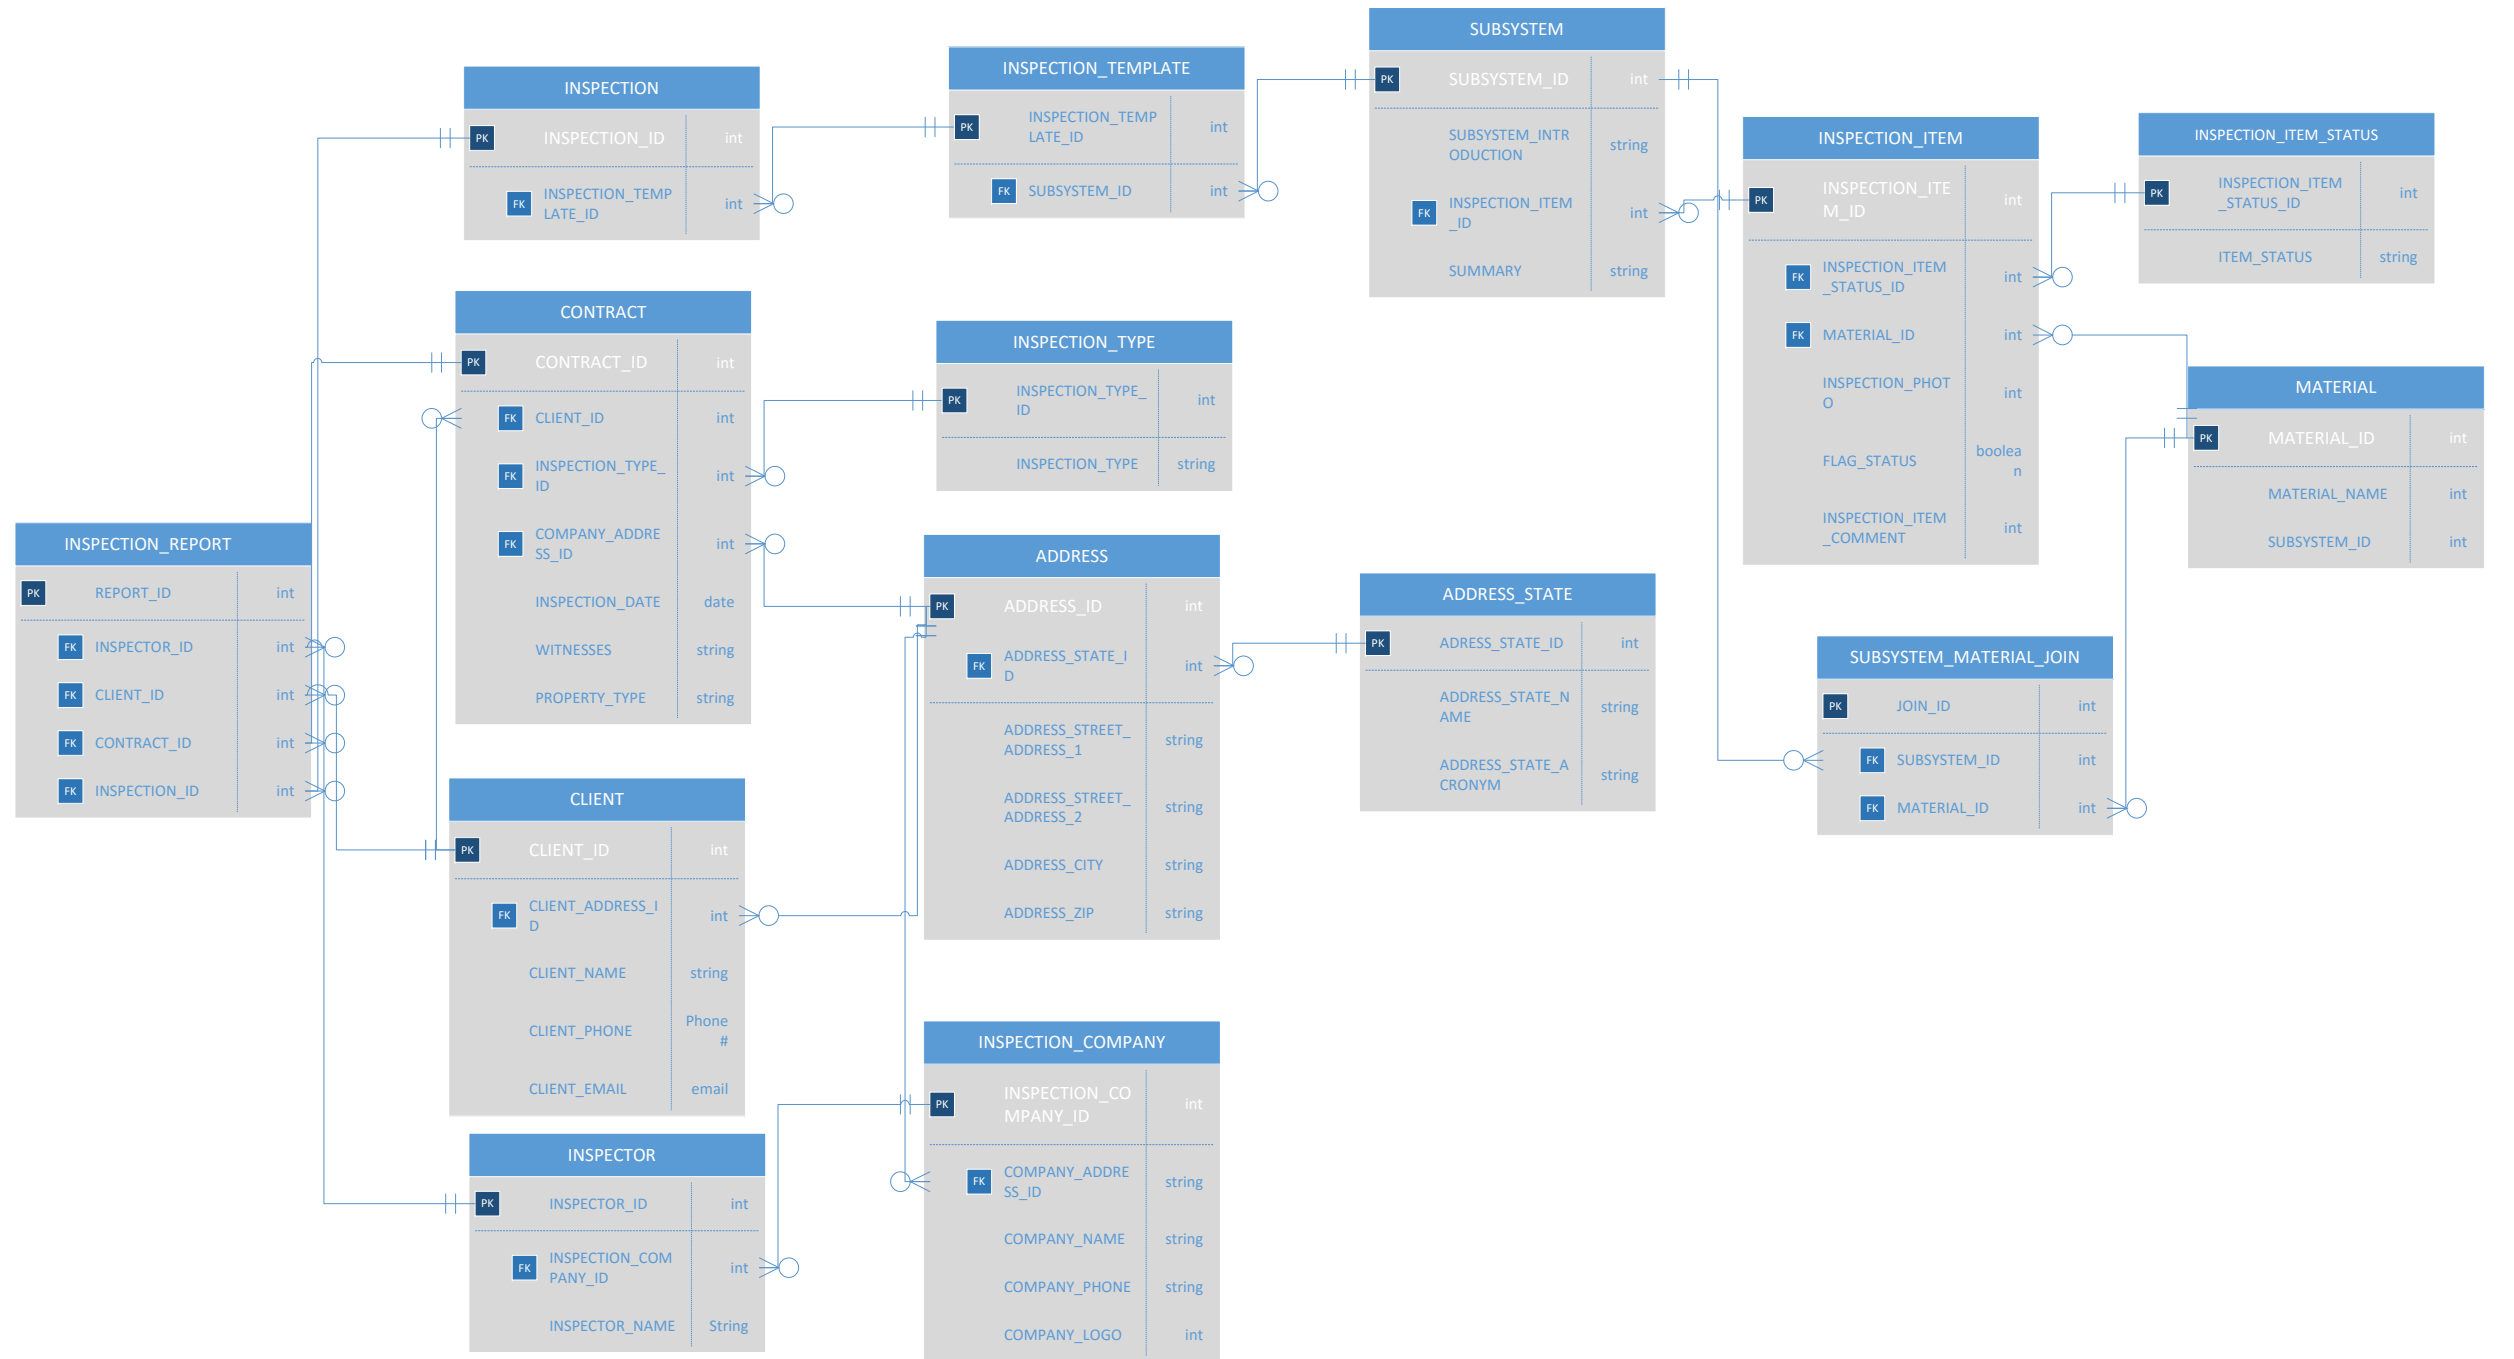 SUBSYSTEM
PK SUBSYSTEM_ID int
SUBSYSTEM_INTR
ODUCTION
string
FK INSPECTION_ITEM
_ID
int
SUMMARY string
INSPECTION_TEMPLATE
PK INSPECTION_TEMP
LATE_ID
int
FK SUBSYSTEM_ID int
INSPECTION
PK INSPECTION_ID int
FK INSPECTION_TEMP
LATE_ID
int
INSPECTION_ITEM
PK INSPECTION_ITE
M_ID
int
FK INSPECTION_ITEM
_STATUS_ID
int
FK MATERIAL_ID int
INSPECTION_PHOT
O
int
FLAG_STATUS
boolea
n
INSPECTION_ITEM
_COMMENT
int
INSPECTION_ITEM_STATUS
PK INSPECTION_ITEM
_STATUS_ID
int
ITEM_STATUS string
CONTRACT
PK CONTRACT_ID int
FK CLIENT_ID int
FK INSPECTION_TYPE_
ID
int
FK COMPANY_ADDRE
SS_ID
int
INSPECTION_DATE date
WITNESSES string
PROPERTY_TYPE string
INSPECTION_TYPE
PK INSPECTION_TYPE_
ID
int
INSPECTION_TYPE string
MATERIAL
PK MATERIAL_ID int
MATERIAL_NAME int
SUBSYSTEM_ID int
INSPECTION_REPORT
PK REPORT_ID int
FK INSPECTOR_ID int
FK CLIENT_ID int
FK CONTRACT_ID int
FK INSPECTION_ID int
ADDRESS
PK ADDRESS_ID int
FK ADDRESS_STATE_I
D
int
ADDRESS_STREET_
ADDRESS_1
string
ADDRESS_STREET_
ADDRESS_2
string
ADDRESS_CITY string
ADDRESS_ZIP string
ADDRESS_STATE
PK ADRESS_STATE_ID int
ADDRESS_STATE_N
AME
string
ADDRESS_STATE_A
CRONYM
string
SUBSYSTEM_MATERIAL_JOIN
PK JOIN_ID int
FK SUBSYSTEM_ID int
FK MATERIAL_ID int
CLIENT
PK CLIENT_ID int
FK CLIENT_ADDRESS_I
D
int
CLIENT_NAME string
CLIENT_PHONE
Phone
#
CLIENT_EMAIL email
INSPECTION_COMPANY
PK INSPECTION_CO
MPANY_ID
int
FK COMPANY_ADDRE
SS_ID
string
COMPANY_NAME string
COMPANY_PHONE string
COMPANY_LOGO int
INSPECTOR
PK INSPECTOR_ID int
FK INSPECTION_COM
PANY_ID
int
INSPECTOR_NAME String